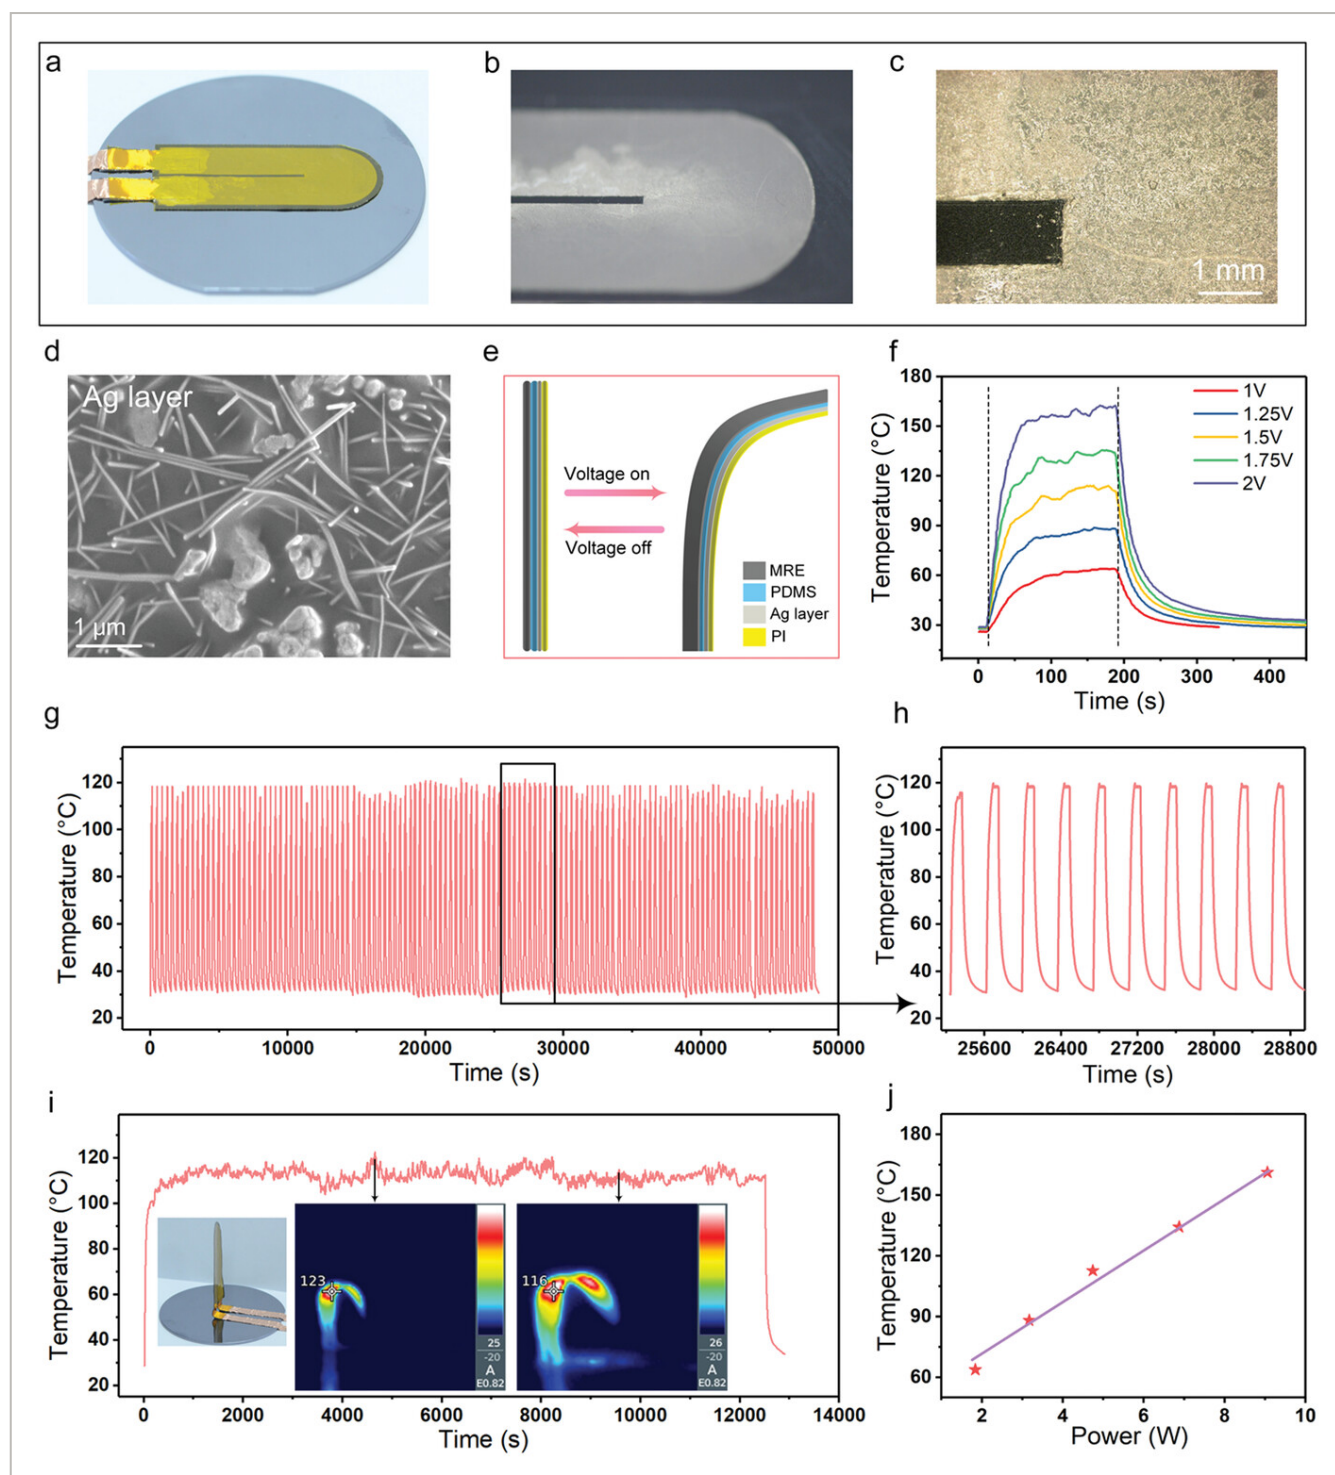 a
b
c
1 mm
d
Ag layer
1 μm
e
Voltage on
Voltage off
MRE
PDMS
Ag layer
PI
f
180
150
120
90
60
30
Temperature (°C)
1V
1.25V
1.5V
1.75V
2V
0 100 200 300 400
Time (s)
g
120
100
80
60
40
20
Temperature (°C)
0 10000 20000 30000 40000 50000
Time (s)
h
120
100
80
60
40
20
Temperature (°C)
25600 26400 27200 28000 28800
Time (s)
i
120
100
80
60
40
20
Temperature (°C)
123
25
-20
A
E0.82
116
26
-20
A
E0.82
0 2000 4000 6000 8000 10000 12000 14000
Time (s)
j
180
150
120
90
60
Temperature (°C)
2 4 6 8 10
Power (W)